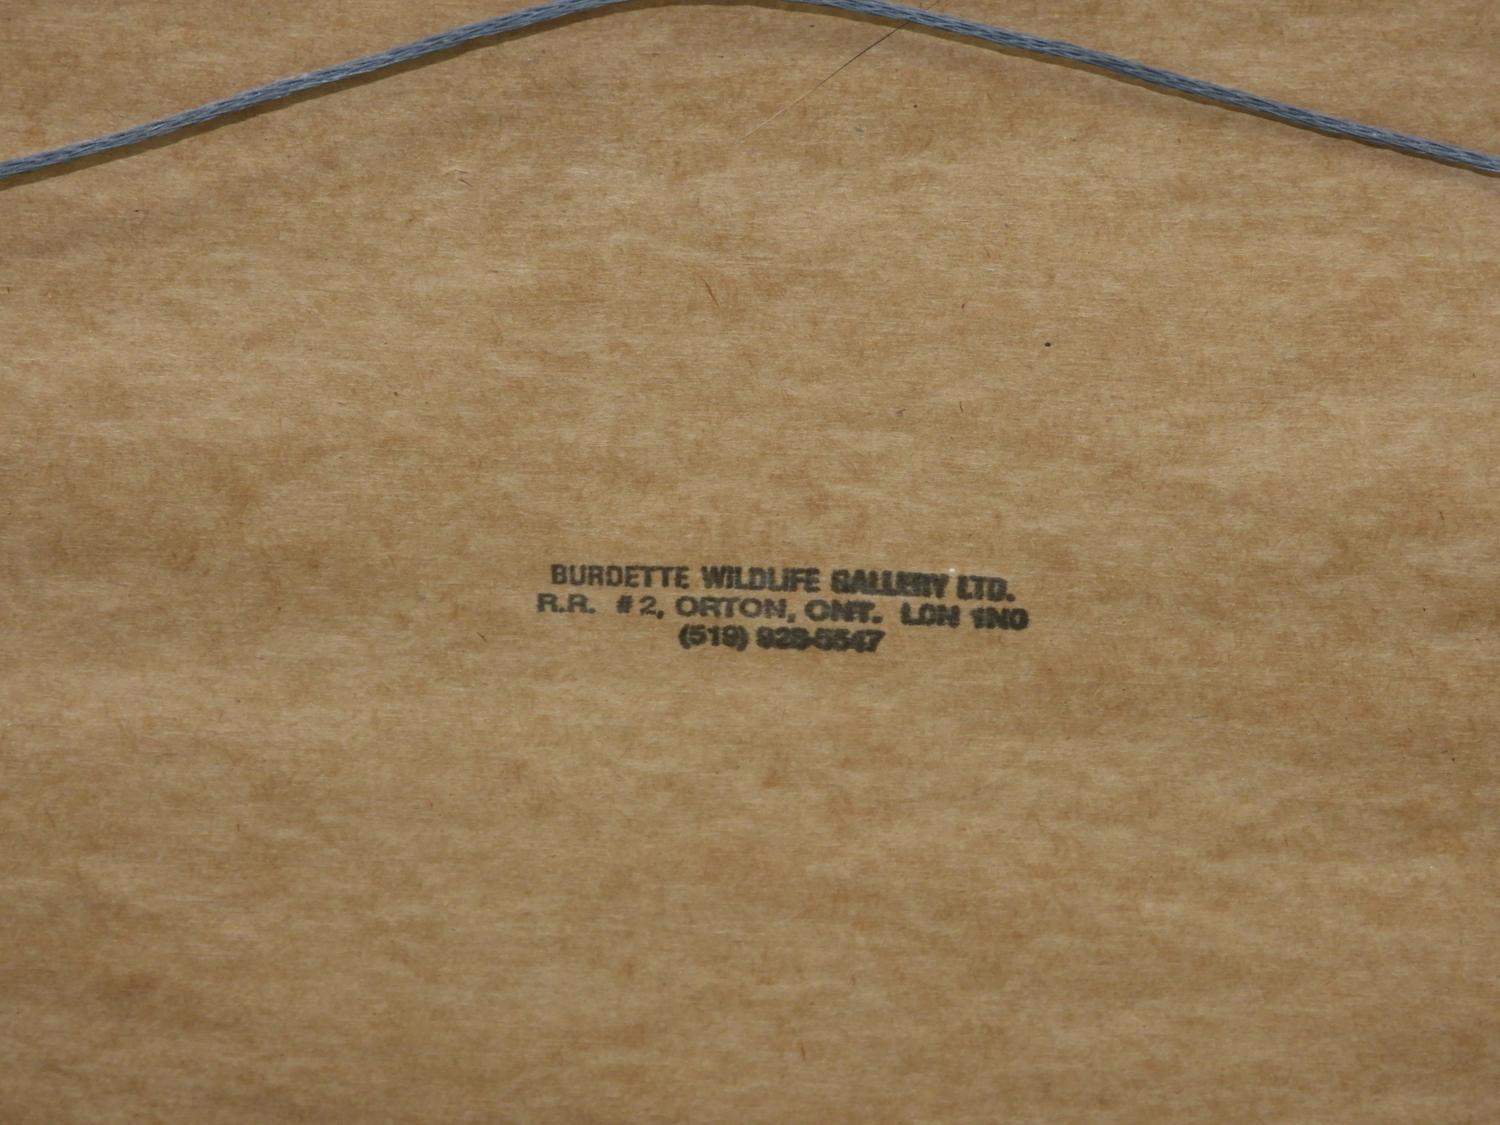 BURDETTE WILDLIFE GALLERY LTD.
R.R. #2, ORTON, ONT. L0N 1N0
(519) 928-5547